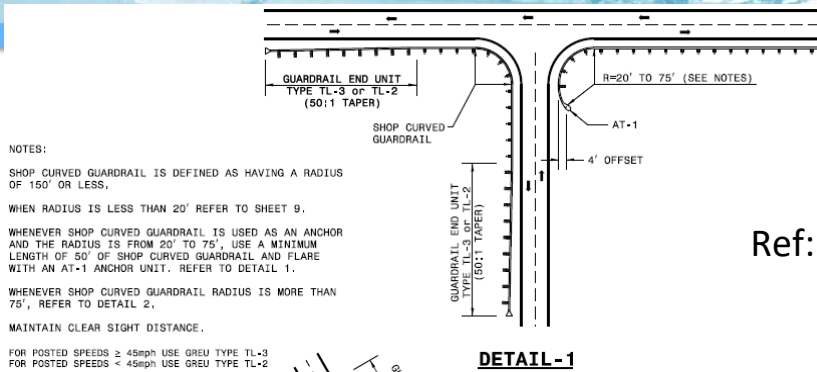 GUARDRAIL END UNIT
TYPE TL-3 or TL-2
(50:1 TAPER)
R=20' TO 75' (SEE NOTES)
SHOP CURVED
GUARDRAIL
AT-1
4' OFFSET
GUARDRAIL END UNIT
TYPE TL-3 or TL-2
(50:1 TAPER)
NOTES:
SHOP CURVED GUARDRAIL IS DEFINED AS HAVING A RADIUS
OF 150' OR LESS.
WHEN RADIUS IS LESS THAN 20' REFER TO SHEET 9.
WHENEVER SHOP CURVED GUARDRAIL IS USED AS AN ANCHOR
AND THE RADIUS IS FROM 20' TO 75', USE A MINIMUM
LENGTH OF 50' OF SHOP CURVED GUARDRAIL AND FLARE
WITH AN AT-1 ANCHOR UNIT. REFER TO DETAIL 1.
WHENEVER SHOP CURVED GUARDRAIL RADIUS IS MORE THAN
75', REFER TO DETAIL 2.
MAINTAIN CLEAR SIGHT DISTANCE.
FOR POSTED SPEEDS ≥ 45mph USE GREU TYPE TL-3
FOR POSTED SPEEDS < 45mph USE GREU TYPE TL-2
DETAIL-1
Ref: